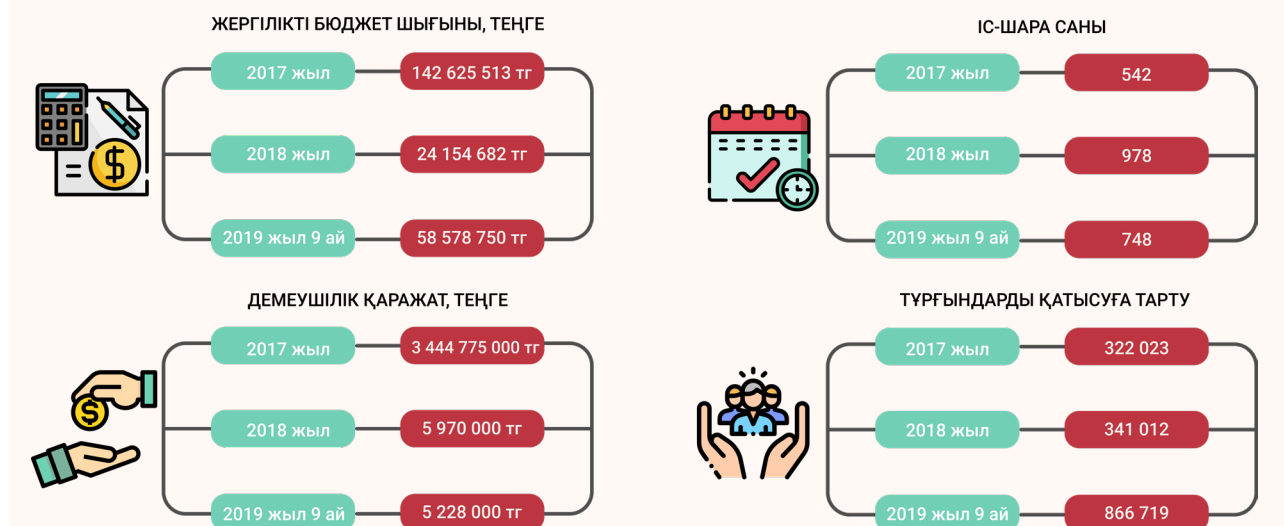 ЖЕРГІЛІКТІ БЮДЖЕТ ШЫҒЫНЫ, ТЕҢГЕ
2017 жыл 142 625 513 тг
2018 жыл 24 154 682 тг
2019 жыл 9 ай 58 578 750 тг
ІС-ШАРА САНЫ
2017 жыл 542
2018 жыл 978
2019 жыл 9 ай 748
ДЕМЕУШІЛІК ҚАРАЖАТ, ТЕҢГЕ
2017 жыл 3 444 775 000 тг
2018 жыл 5 970 000 тг
2019 жыл 9 ай 5 228 000 тг
ТҰРҒЫНДАРДЫ ҚАТЫСУҒА ТАРТУ
2017 жыл 322 023
2018 жыл 341 012
2019 жыл 9 ай 866 719